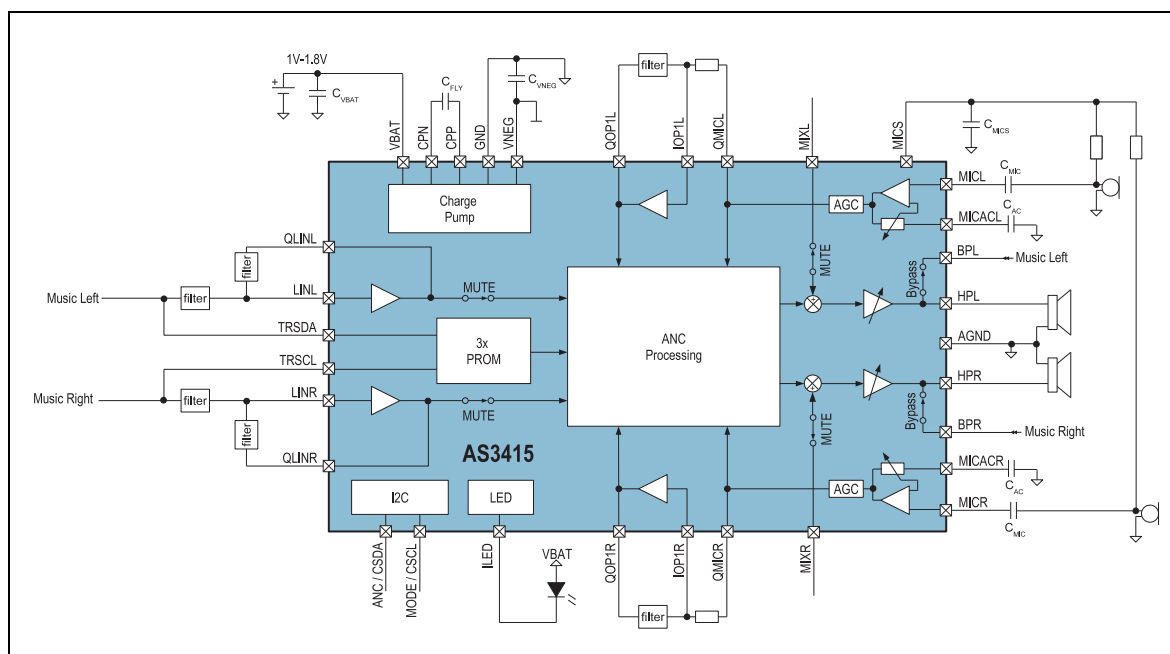 1V-1.8V
+
CVBAT
CFLY
CVNEG
filter
VBAT
CPN
CPP
GND
VNEG
QOP1L
IOP1L
QMICL
MIXL
MICS
CMICS
Charge
Pump
AGC
MICL
CMIC
MICACL
CAC
QLINL
filter
MUTE
BPL
Music Left
Bypass
Music Left
filter
LINL
MUTE
HPL
TRSDA
3x
PROM
ANC
Processing
AGND
TRSCL
HPR
Music Right
filter
LINR
MUTE
MUTE
Bypass
BPR
Music Right
filter
QLINR
AS3415
MICACR
CAC
AGC
MICR
CMIC
I2C
LED
ANC / CSDA
MODE / CSCL
ILED
VBAT
QOP1R
IOP1R
QMICR
MIXR
filter